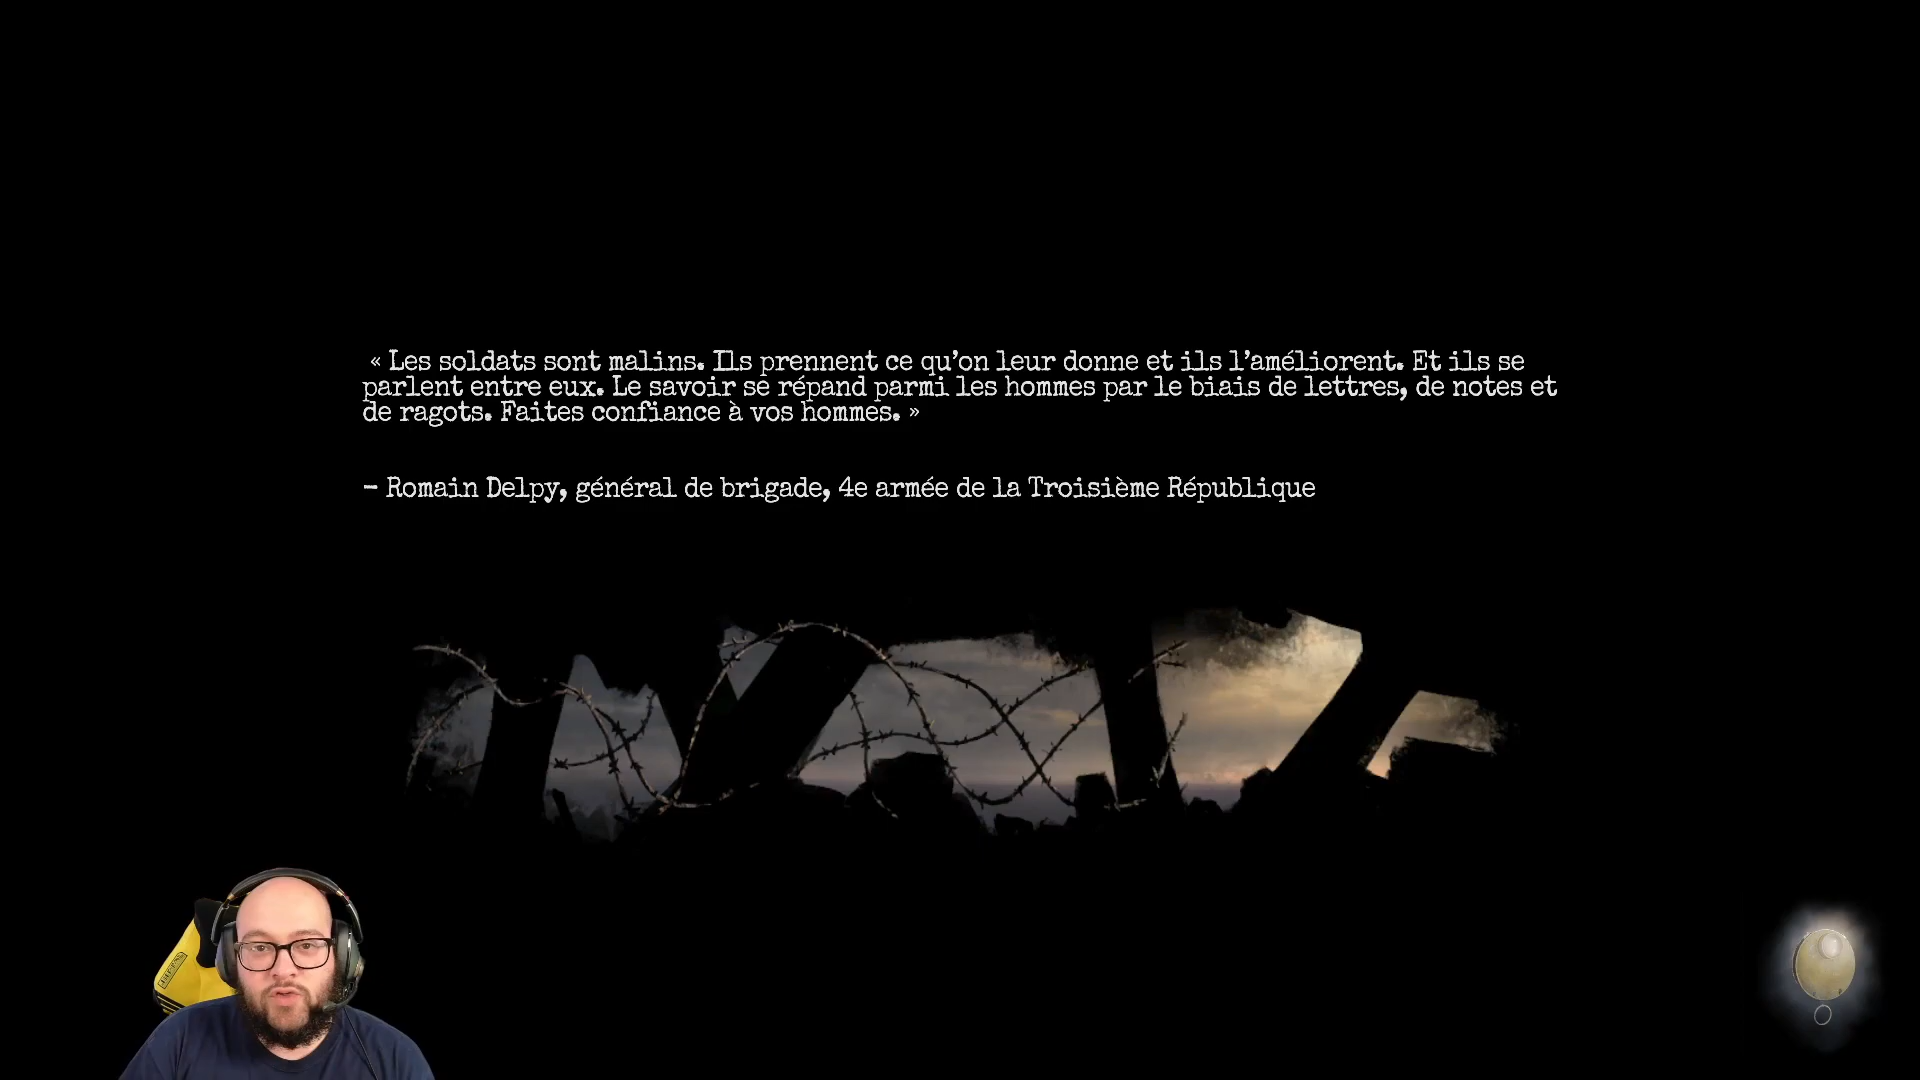 « Les soldats sont malins. Ils prennent ce qu’on leur donne et ils l’améliorent. Et ils se
parlent entre eux. Le savoir se répand parmi les hommes par le biais de lettres, de notes et
de ragots. Faites confiance à vos hommes. »
– Romain Delpy, général de brigade, 4e armée de la Troisième République